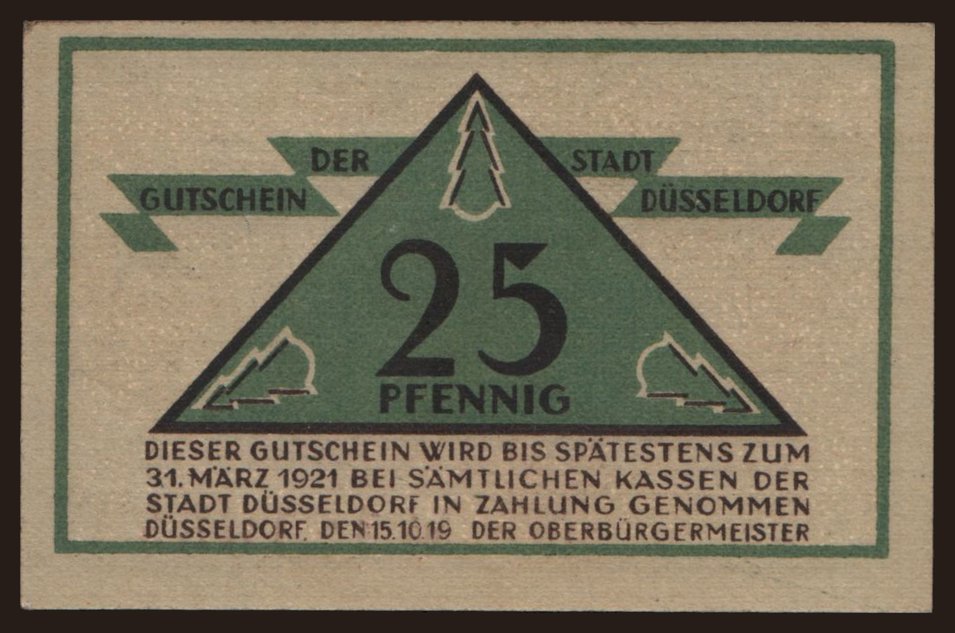 GUTSCHEIN DER STADT DÜSSELDORF
25
PFENNIG
DIESER GUTSCHEIN WIRD BIS SPÄTESTENS ZUM
31. MÄRZ 1921 BEI SÄMTLICHEN KASSEN DER
STADT DÜSSELDORF IN ZAHLUNG GENOMMEN
DÜSSELDORF, DEN 15.10.19 DER OBERBÜRGERMEISTER